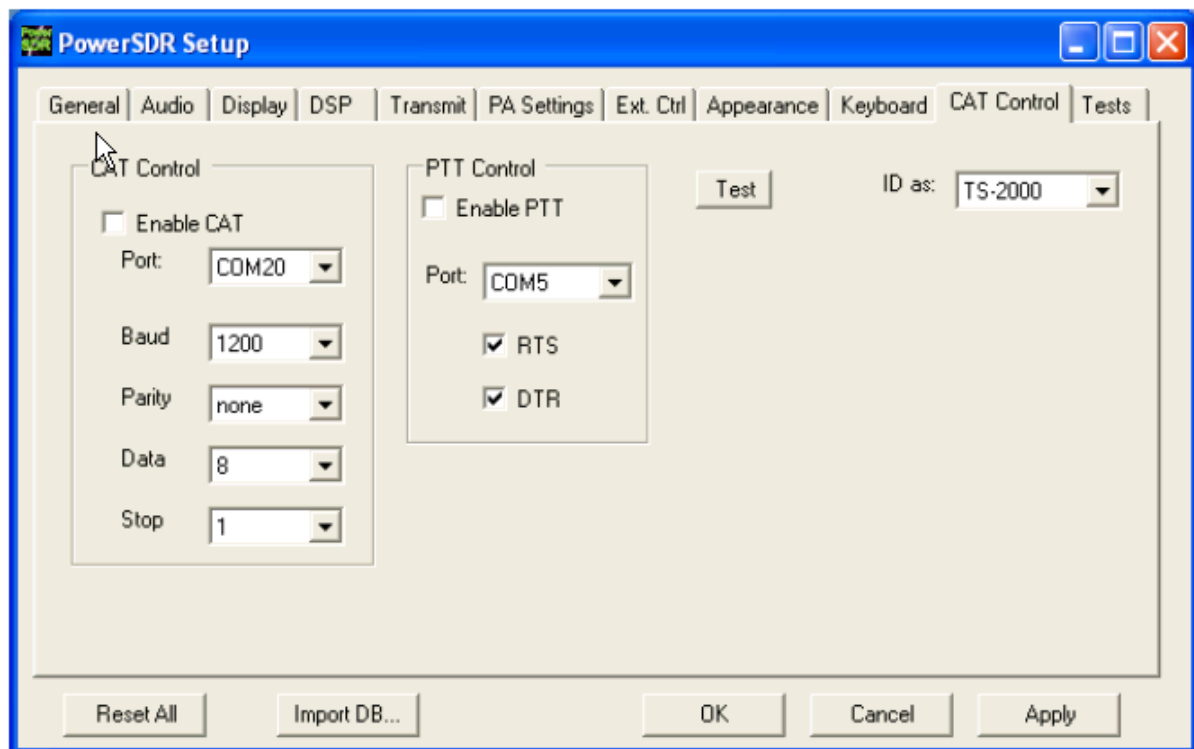 PowerSDR Setup
General Audio Display DSP Transmit PA Settings Ext. Ctrl Appearance Keyboard CAT Control Tests
CAT Control
Enable CAT
Port: COM20
Baud 1200
Parity none
Data 8
Stop 1
PTT Control
Enable PTT
Port: COM5
RTS
DTR
Test
ID as: TS-2000
Reset All Import DB... OK Cancel Apply